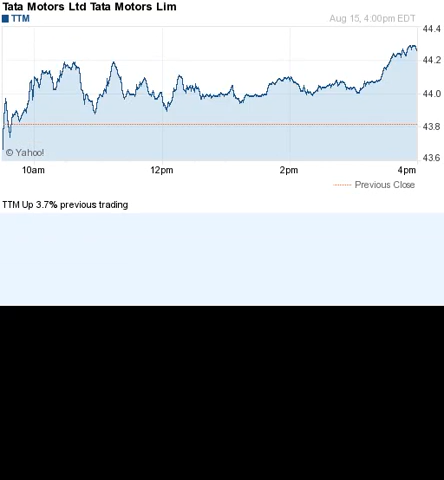 Tata Motors Ltd Tata Motors Lim
TTM Aug 15, 4:00pm EDT
44.4
44.2
44.0
43.8
43.6
© Yahoo!
10am 12pm 2pm 4pm
Previous Close
TTM Up 3.7% previous trading